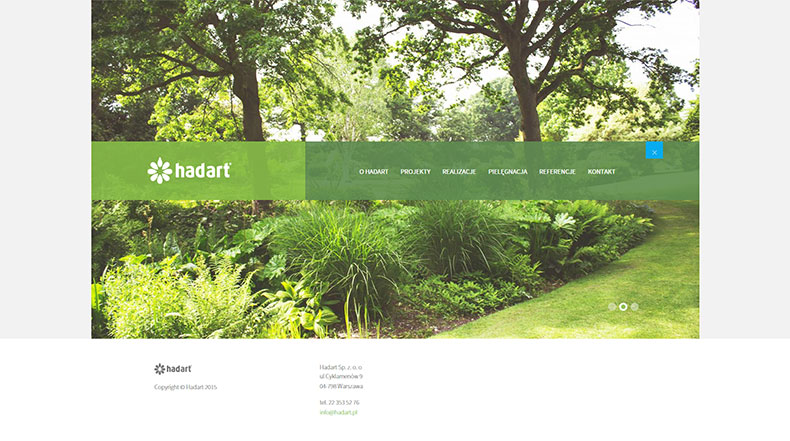 hadart
O HADART PROJEKTY REALIZACJE PIELĘGNACJA REFERENCJE KONTAKT
hadart
Copyright © Hadart 2015
Hadart Sp. z. o. o
ul Cyklamenów 9
04-798 Warszawa
tel. 22 353 52 76
info@hadart.pl